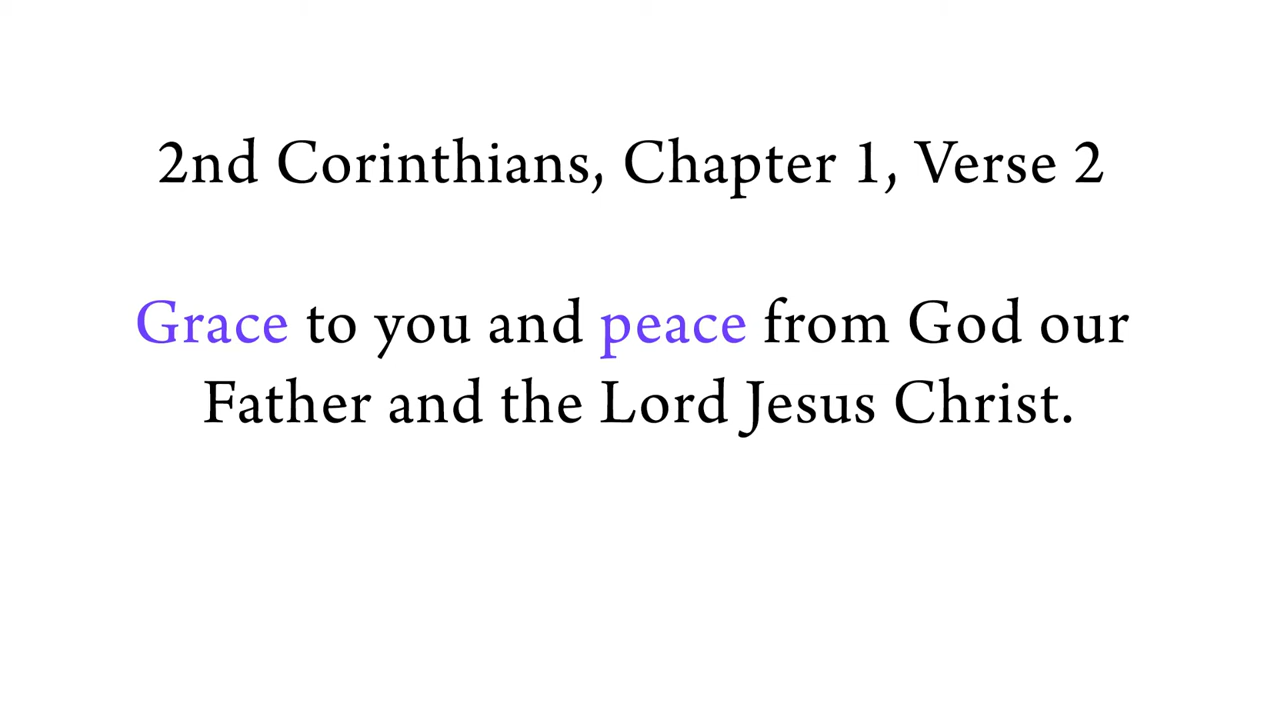 2nd Corinthians, Chapter 1, Verse 2
Grace to you and peace from God our
Father and the Lord Jesus Christ.